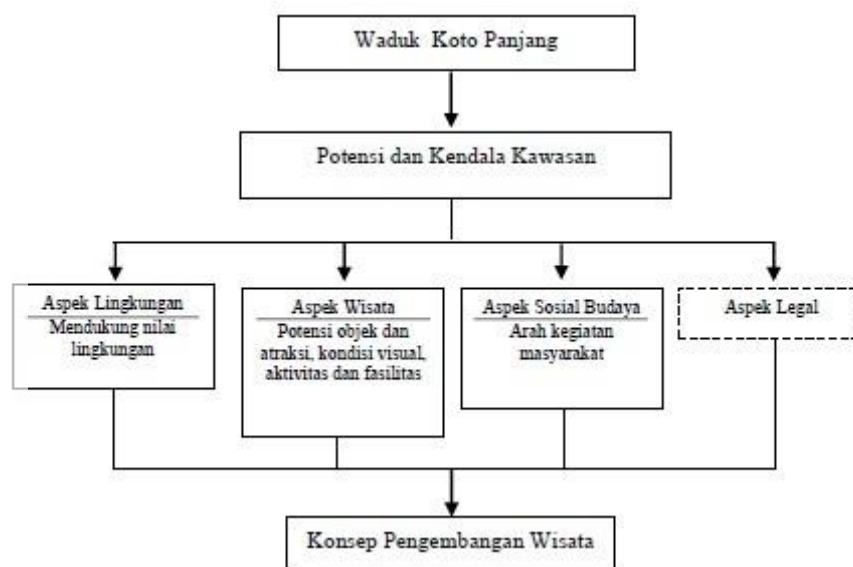 Waduk Koto Panjang
Potensi dan Kendala Kawasan
Aspek Lingkungan
Mendukung nilai
lingkungan
Aspek Wisata
Potensi objek dan
atraksi, kondisi visual,
aktivitas dan fasilitas
Aspek Sosial Budaya
Arah kegiatan
masyarakat
Aspek Legal
Konsep Pengembangan Wisata